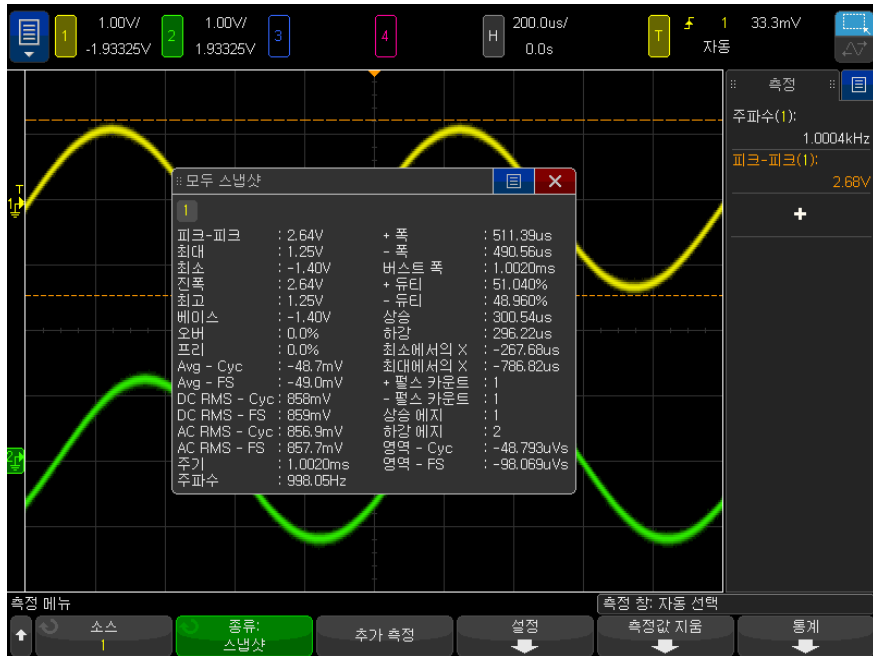 1 1.00V/ 2 1.00V/ 3 4 H 200.0us/ T 1 33.3mV
-1.93325V 1.93325V 0.0s 자동
측정
주파수(1):
1.0004kHz
피크-피크(1):
2.68V
+
T
1
2
모두 스냅샷
1
피크-피크 : 2.64V + 폭 : 511.39us
최대 : 1.25V - 폭 : 490.56us
최소 : -1.40V 버스트 폭 : 1.0020ms
진폭 : 2.64V + 듀티 : 51.040%
최고 : 1.25V - 듀티 : 48.960%
베이스 : -1.40V 상승 : 300.54us
오버 : 0.0% 하강 : 296.22us
프리 : 0.0% 최소에서의 X : -267.68us
Avg - Cyc : -48.7mV 최대에서의 X : -786.82us
Avg - FS : -49.0mV + 펄스 카운트 : 1
DC RMS - Cyc : 858mV - 펄스 카운트 : 1
DC RMS - FS : 859mV 상승 에지 : 1
AC RMS - Cyc : 856.9mV 하강 에지 : 2
AC RMS - FS : 857.7mV 영역 - Cyc : -48.793uVs
주기 : 1.0020ms 영역 - FS : -98.069uVs
주파수 : 998.05Hz
측정 메뉴 측정 창: 자동 선택
소스 종류: 추가 측정 설정 측정값 지움 통계
1 스냅샷